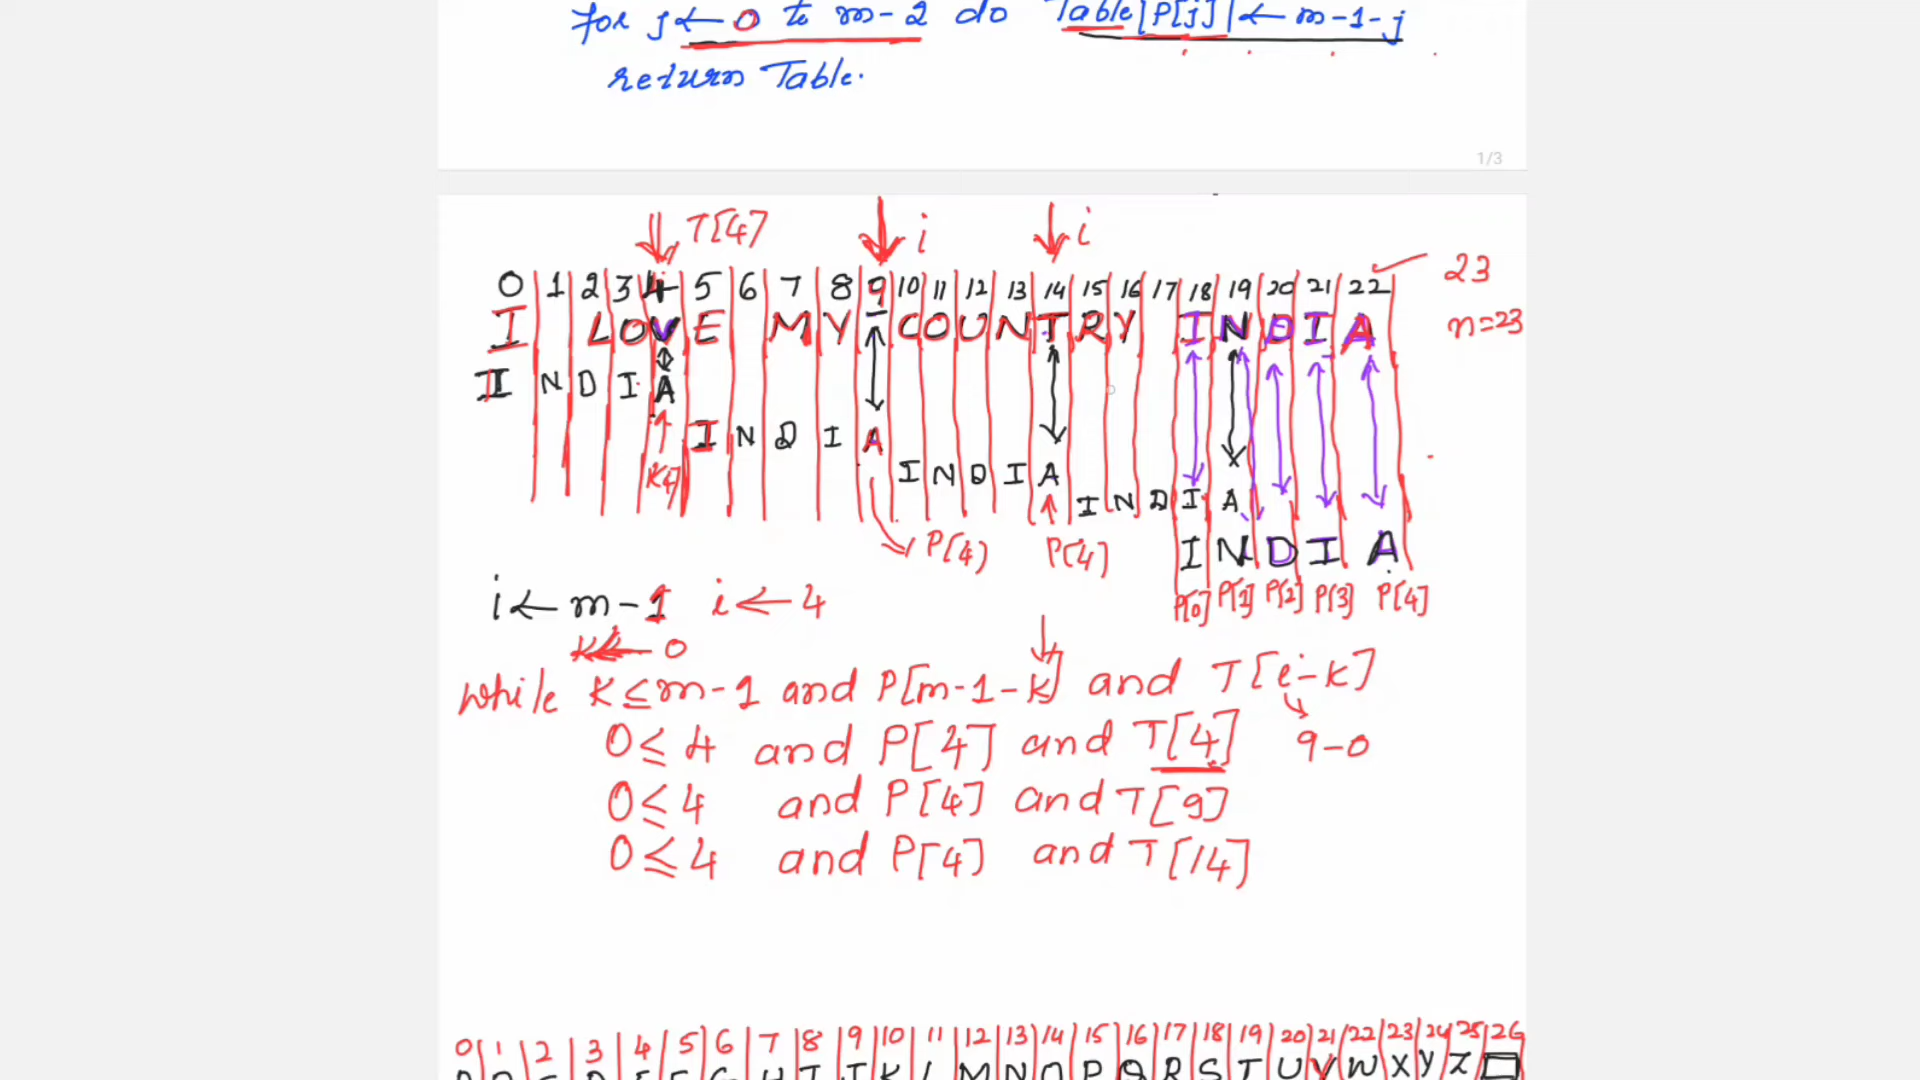 for j ← 0 to m-2 do Table[P[j]] ← m-1-j
return Table.
1/3
T[4] i i
0 1 2 3 4 5 6 7 8 9 10 11 12 13 14 15 16 17 18 19 20 21 22 23
I LOVE MY COUNTRY INDIA n=23
I N D I A
I N D I A
K4] I N D I A
I N D I A
P[4) P[4)
I N D I A
P[0] P[1] P[2] P[3] P[4]
i ← m-1 i ← 4
K ← 0
while K ≤ m-1 and P[m-1-k] and T[i-k]
0 ≤ 4 and P[4] and T[4] 9-0
0 ≤ 4 and P[4] and T[9]
0 ≤ 4 and P[4] and T[14]
0 1 2 3 4 5 6 7 8 9 10 11 12 13 14 15 16 17 18 19 20 21 22 23 24 25 26
M N O P Q R S T U V W X Y Z